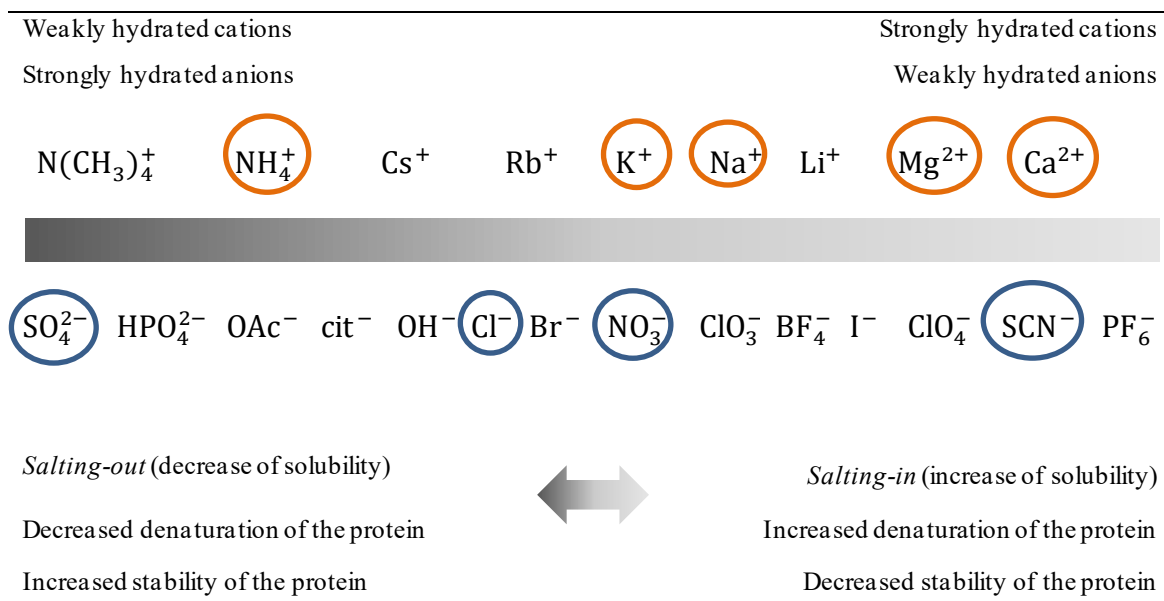 Weakly hydrated cations Strongly hydrated cations
Strongly hydrated anions Weakly hydrated anions
N(CH₃)₄⁺ NH₄⁺ Cs⁺ Rb⁺ K⁺ Na⁺ Li⁺ Mg²⁺ Ca²⁺
SO₄²⁻ HPO₄²⁻ OAc⁻ cit⁻ OH⁻ Cl⁻ Br⁻ NO₃⁻ ClO₃⁻ BF₄⁻ I⁻ ClO₄⁻ SCN⁻ PF₆⁻
Salting-out (decrease of solubility) Salting-in (increase of solubility)
Decreased denaturation of the protein Increased denaturation of the protein
Increased stability of the protein Decreased stability of the protein